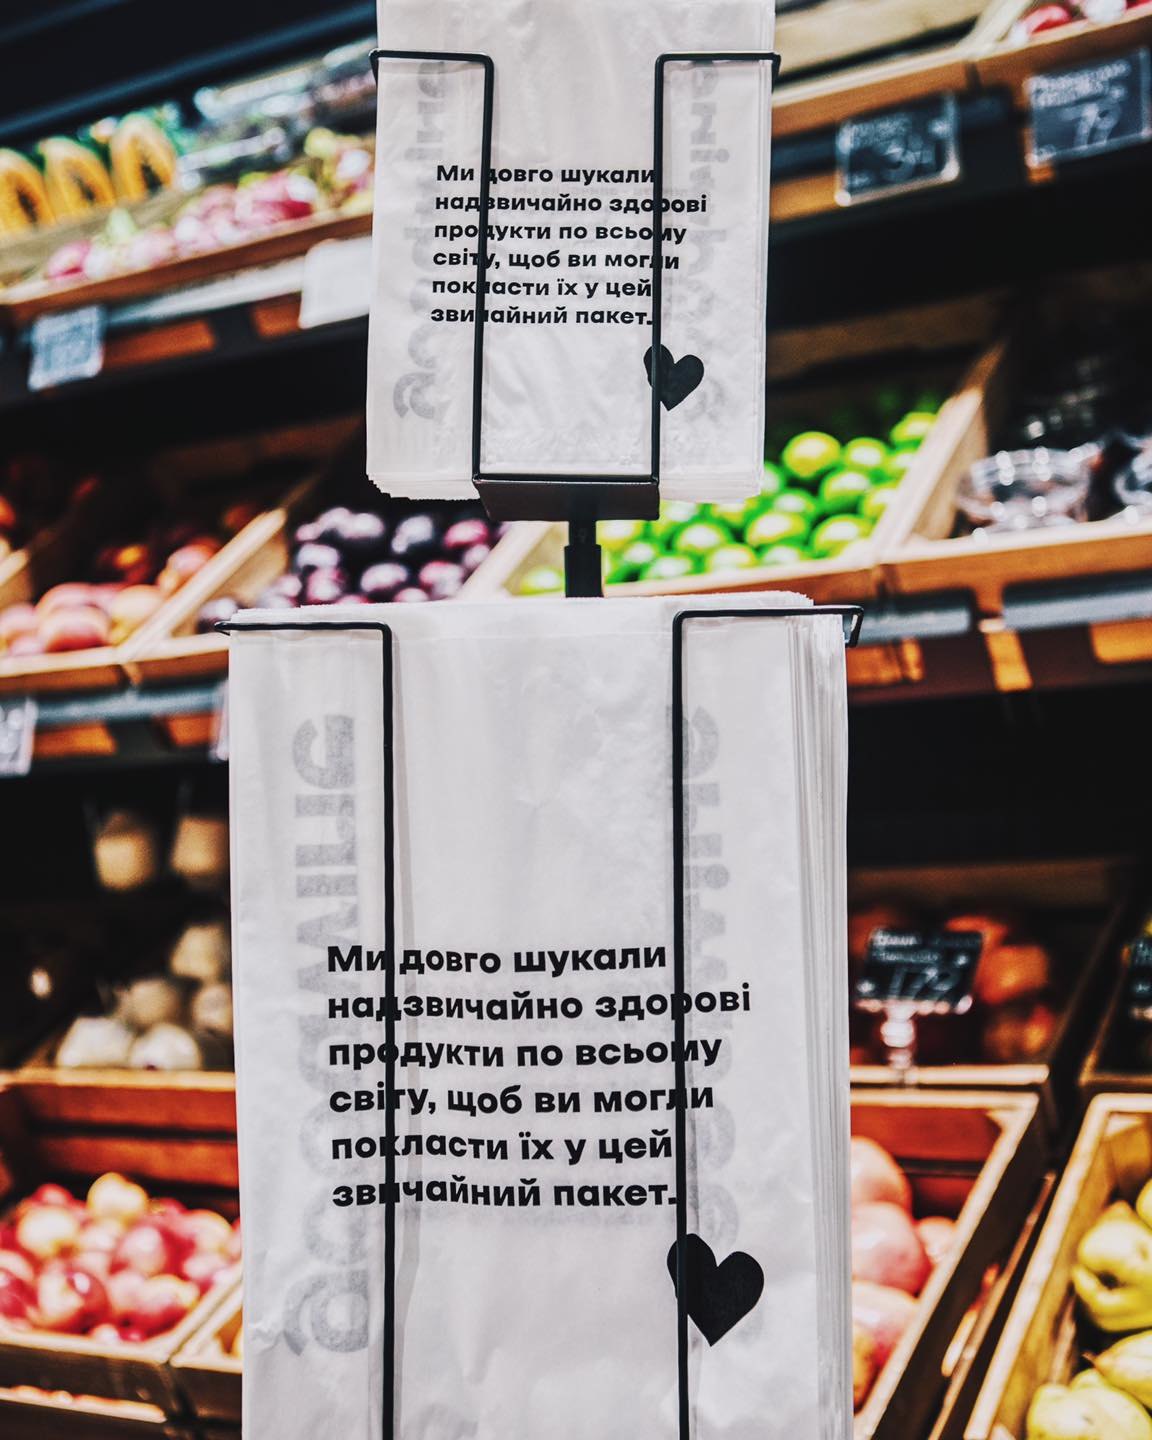 Ми довго шукали
надзвичайно здорові
продукти по всьому
світу, щоб ви могли
покласти їх у цей
звичайний пакет.
Ми довго шукали
надзвичайно здорові
продукти по всьому
світу, щоб ви могли
покласти їх у цей
звичайний пакет.